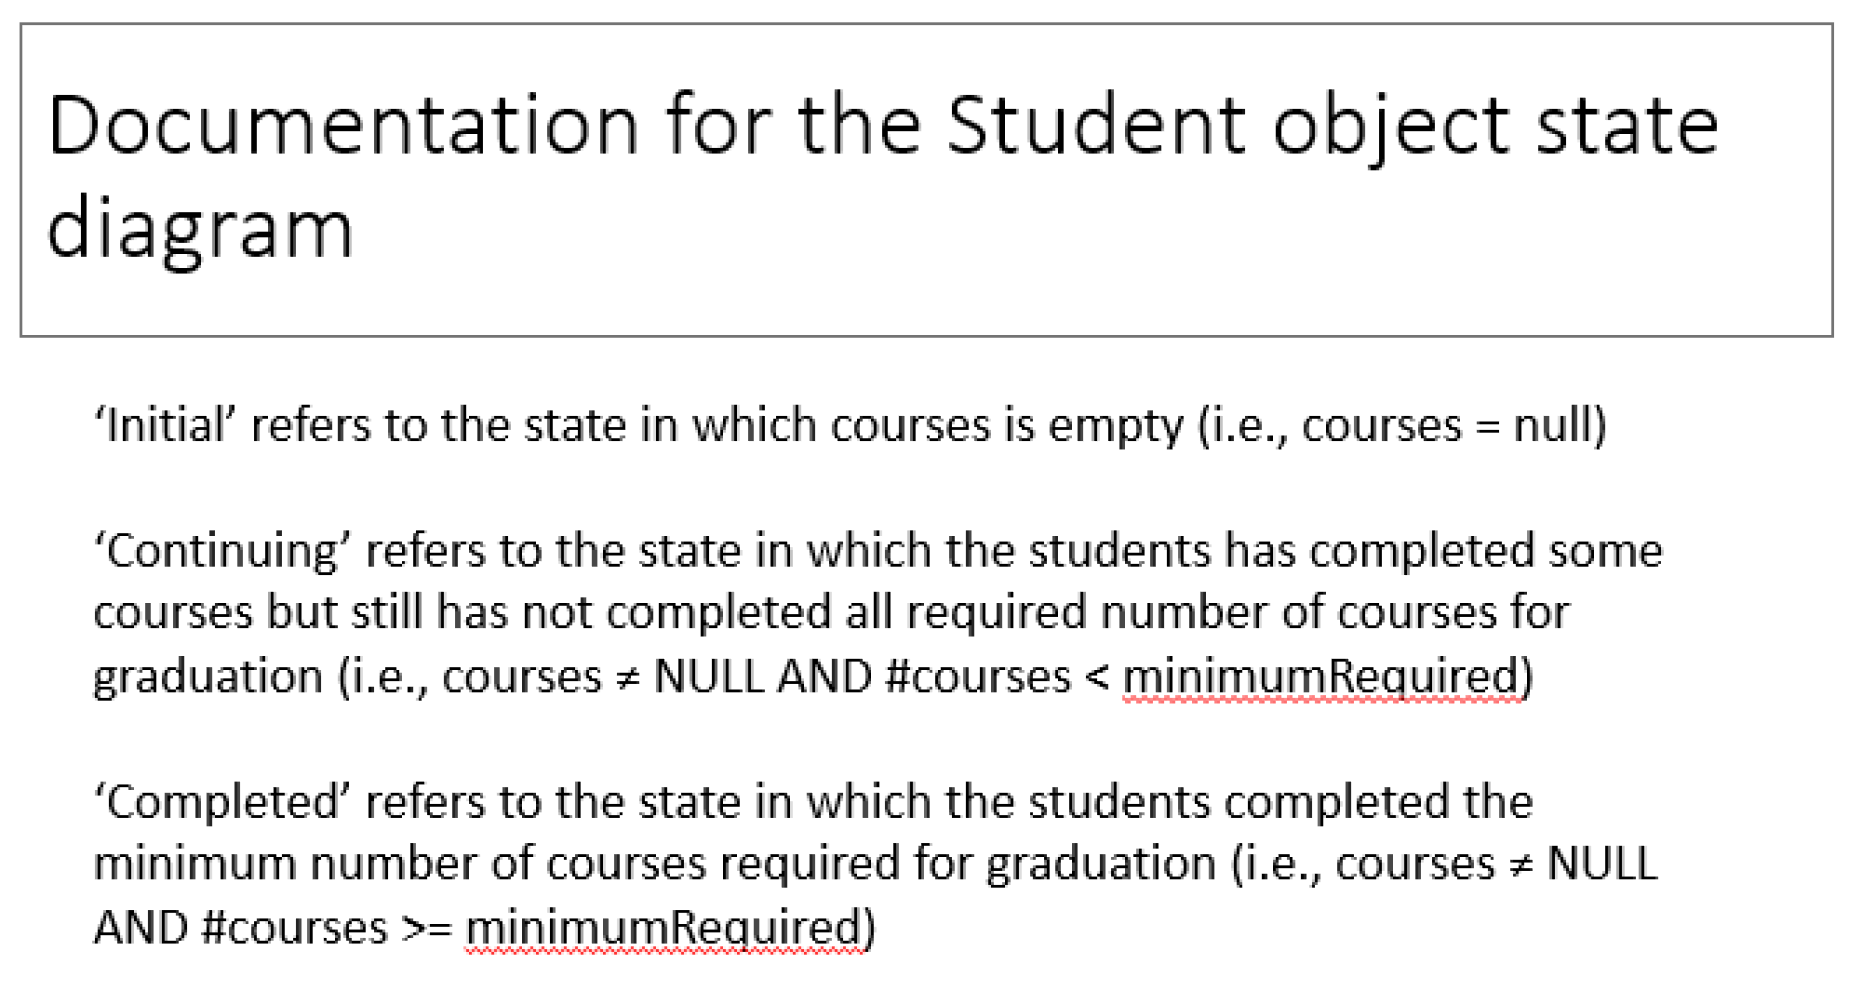 Documentation for the Student object state
diagram
‘Initial’ refers to the state in which courses is empty (i.e., courses = null)
‘Continuing’ refers to the state in which the students has completed some
courses but still has not completed all required number of courses for
graduation (i.e., courses ≠ NULL AND #courses < minimumRequired)
‘Completed’ refers to the state in which the students completed the
minimum number of courses required for graduation (i.e., courses ≠ NULL
AND #courses >= minimumRequired)